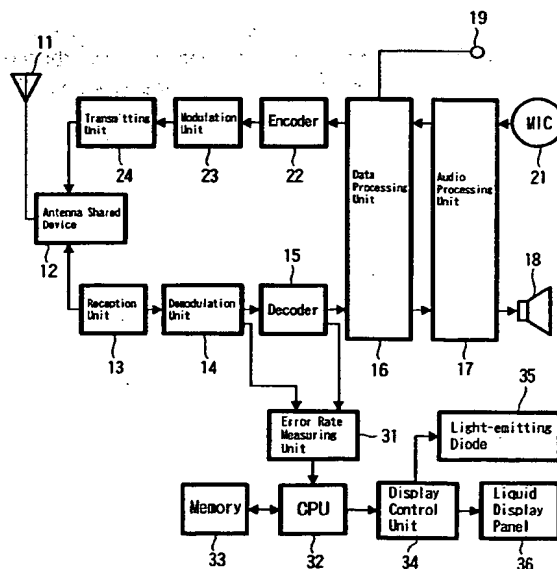 11
19
Transmitting
Unit
Modulation
Unit
Encoder
MIC
24
23
22
Data
Processing
Unit
Audio
Processing
Unit
21
Antenna Shared
Device
12
15
18
Reception
Unit
Demodulation
Unit
Decoder
13
14
16
17
35
Error Rate
Measuring
Unit
31
Light-emitting
Diode
Memory
CPU
Display
Control
Unit
Liquid
Display
Panel
33
32
34
36